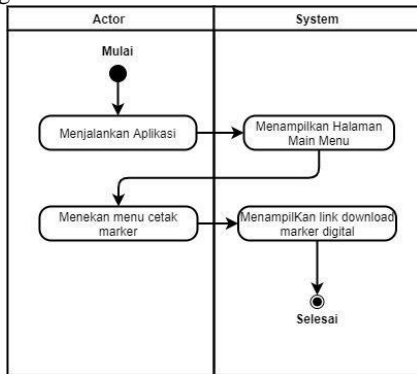 Actor
System
Mulai
Menjalankan Aplikasi
Menampilkan Halaman
Main Menu
Menekan menu cetak
marker
MenampilKan link download
marker digital
Selesai